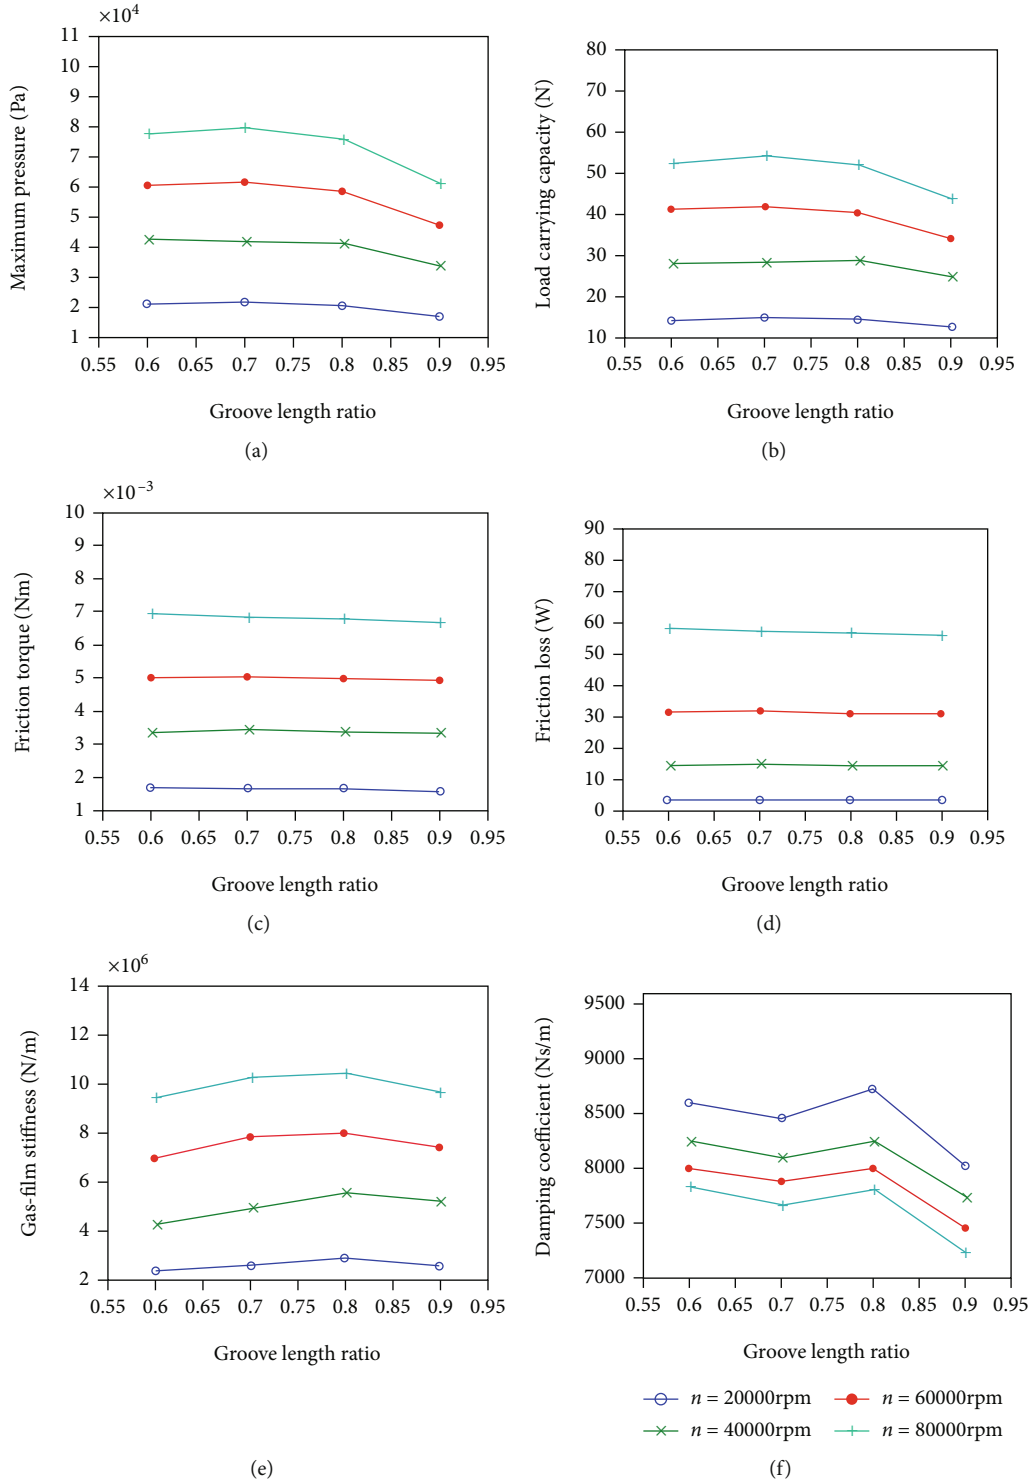 ×10⁴
Maximum pressure (Pa)
11
10
9
8
7
6
5
4
3
2
1
0.55 0.6 0.65 0.7 0.75 0.8 0.85 0.9 0.95
Groove length ratio
(a)
Load carrying capacity (N)
80
70
60
50
40
30
20
10
0.55 0.6 0.65 0.7 0.75 0.8 0.85 0.9 0.95
Groove length ratio
(b)
×10⁻³
Friction torque (Nm)
10
9
8
7
6
5
4
3
2
1
0.55 0.6 0.65 0.7 0.75 0.8 0.85 0.9 0.95
Groove length ratio
(c)
Friction loss (W)
90
80
70
60
50
40
30
20
10
0
0.55 0.6 0.65 0.7 0.75 0.8 0.85 0.9 0.95
Groove length ratio
(d)
×10⁶
Gas-film stiffness (N/m)
14
12
10
8
6
4
2
0.55 0.6 0.65 0.7 0.75 0.8 0.85 0.9 0.95
Groove length ratio
(e)
Damping coefficient (Ns/m)
9500
9000
8500
8000
7500
7000
0.55 0.6 0.65 0.7 0.75 0.8 0.85 0.9 0.95
Groove length ratio
n = 20000rpm
n = 60000rpm
n = 40000rpm
n = 80000rpm
(f)